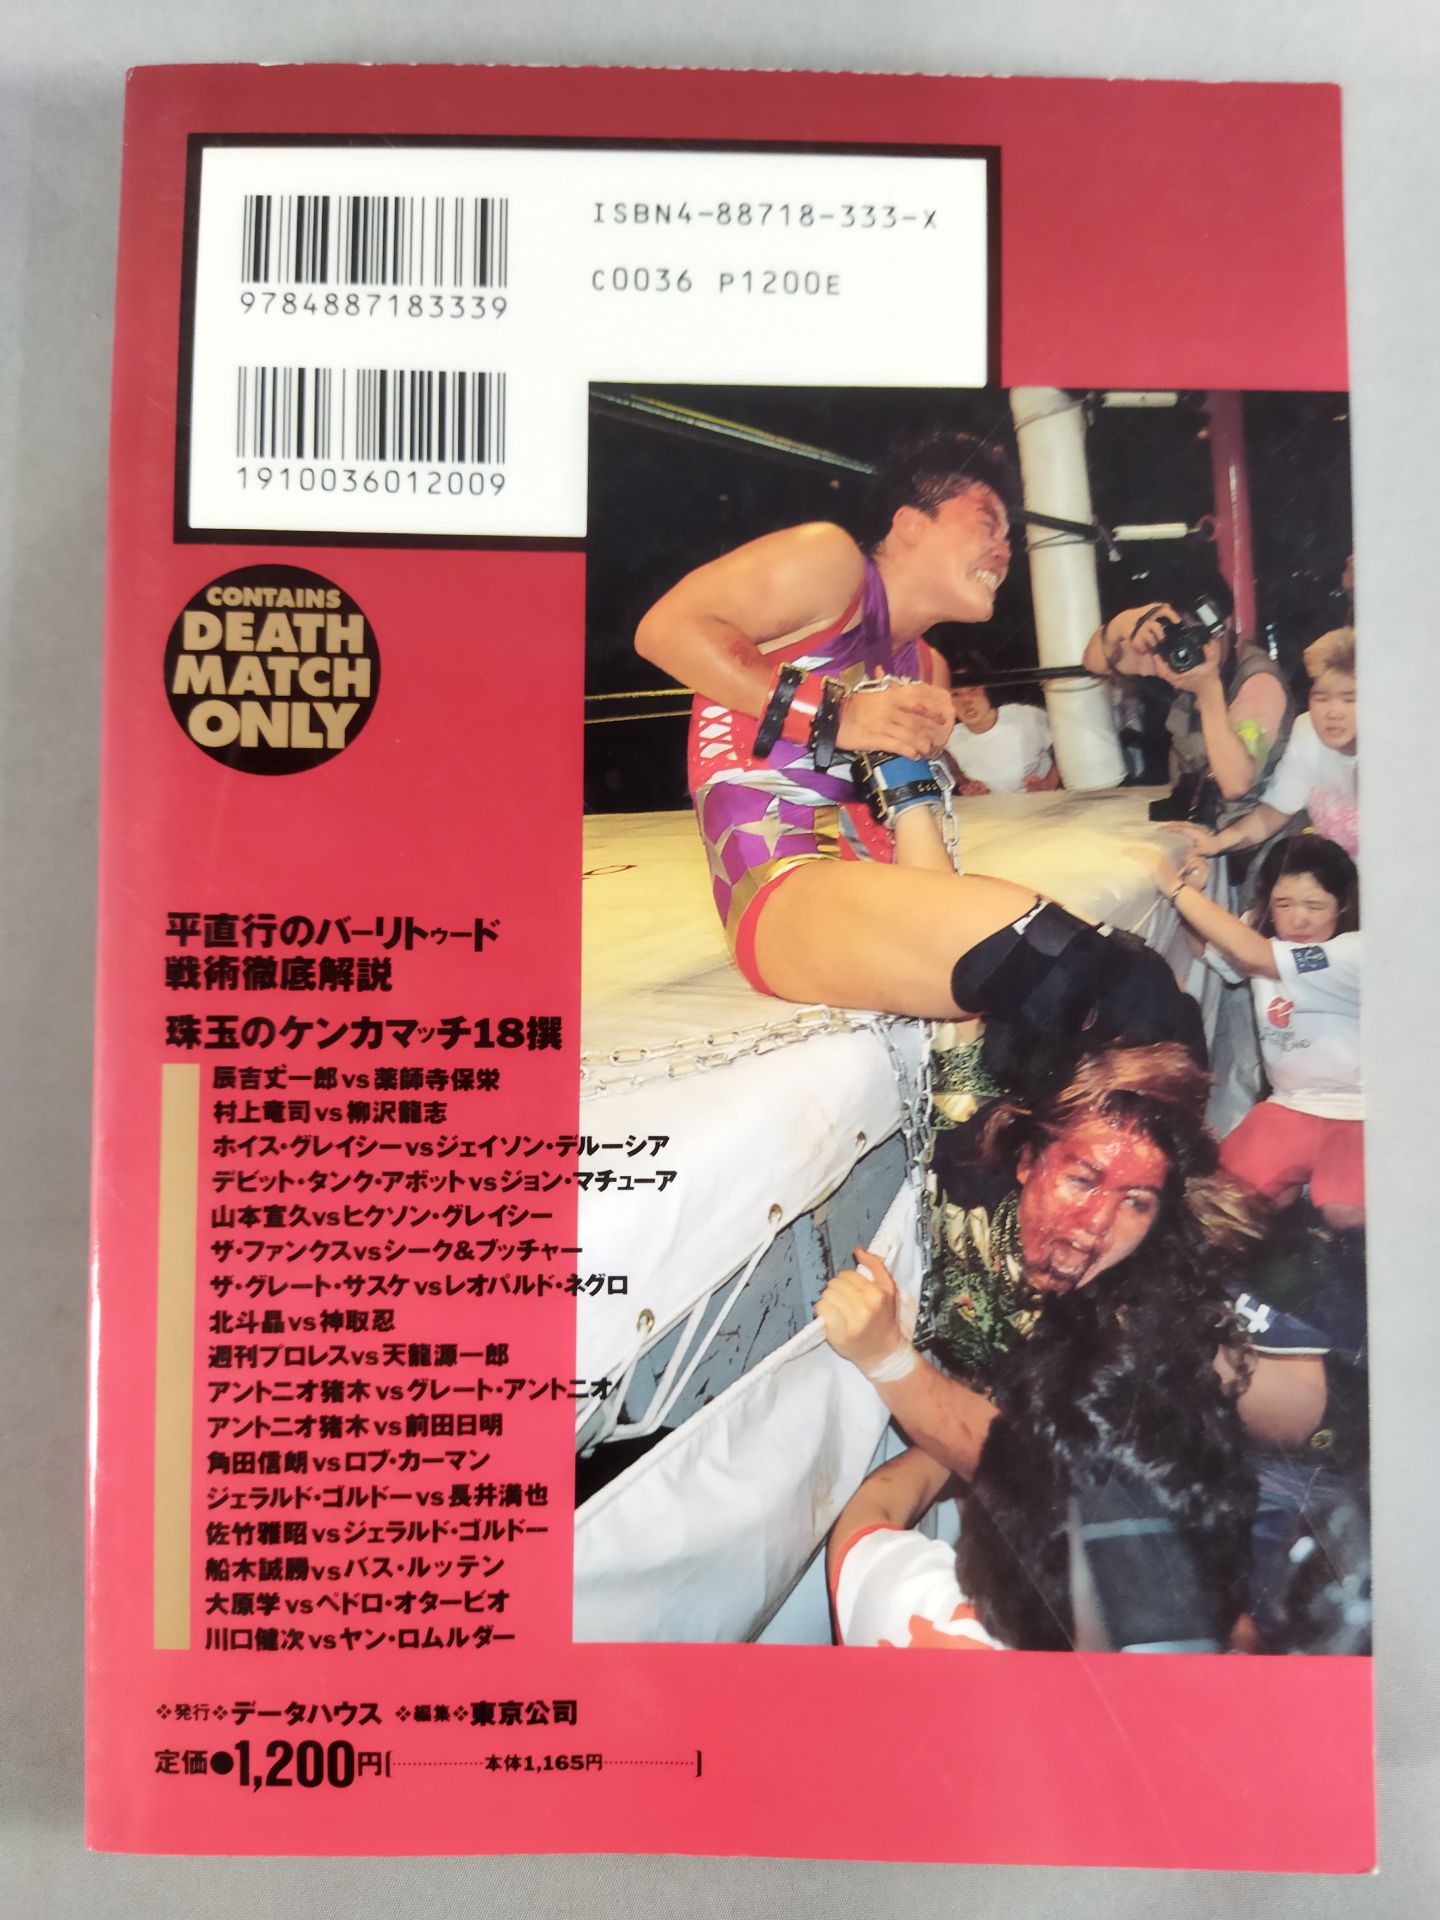 ISBN4-88718-333-X
C0036 P1200E
9784887183339
1910036012009
CONTAINS
DEATH
MATCH
ONLY
平直行のバーリトゥード
戦術徹底解説
珠玉のケンカマッチ18撰
辰吉丈一郎vs薬師寺保栄
村上竜司vs柳沢龍志
ホイス・グレイシーvsジェイソン・デルーシア
デビット・タンク・アボットvsジョン・マチューア
山本宣久vsヒクソン・グレイシー
ザ・ファンクスvsシーク&ブッチャー
ザ・グレート・サスケvsレオパルド・ネグロ
北斗晶vs神取忍
週刊プロレスvs天龍源一郎
アントニオ猪木vsグレート・アントニオ
アントニオ猪木vs前田日明
角田信朗vsロブ・カーマン
ジェラルド・ゴルドーvs長井満也
佐竹雅昭vsジェラルド・ゴルドー
船木誠勝vsバス・ルッテン
大原学vsペドロ・オタービオ
川口健次vsヤン・ロムルダー
❖発行❖データハウス ❖編集❖東京公司
定価●1,200円[………………本体1,165円………………]